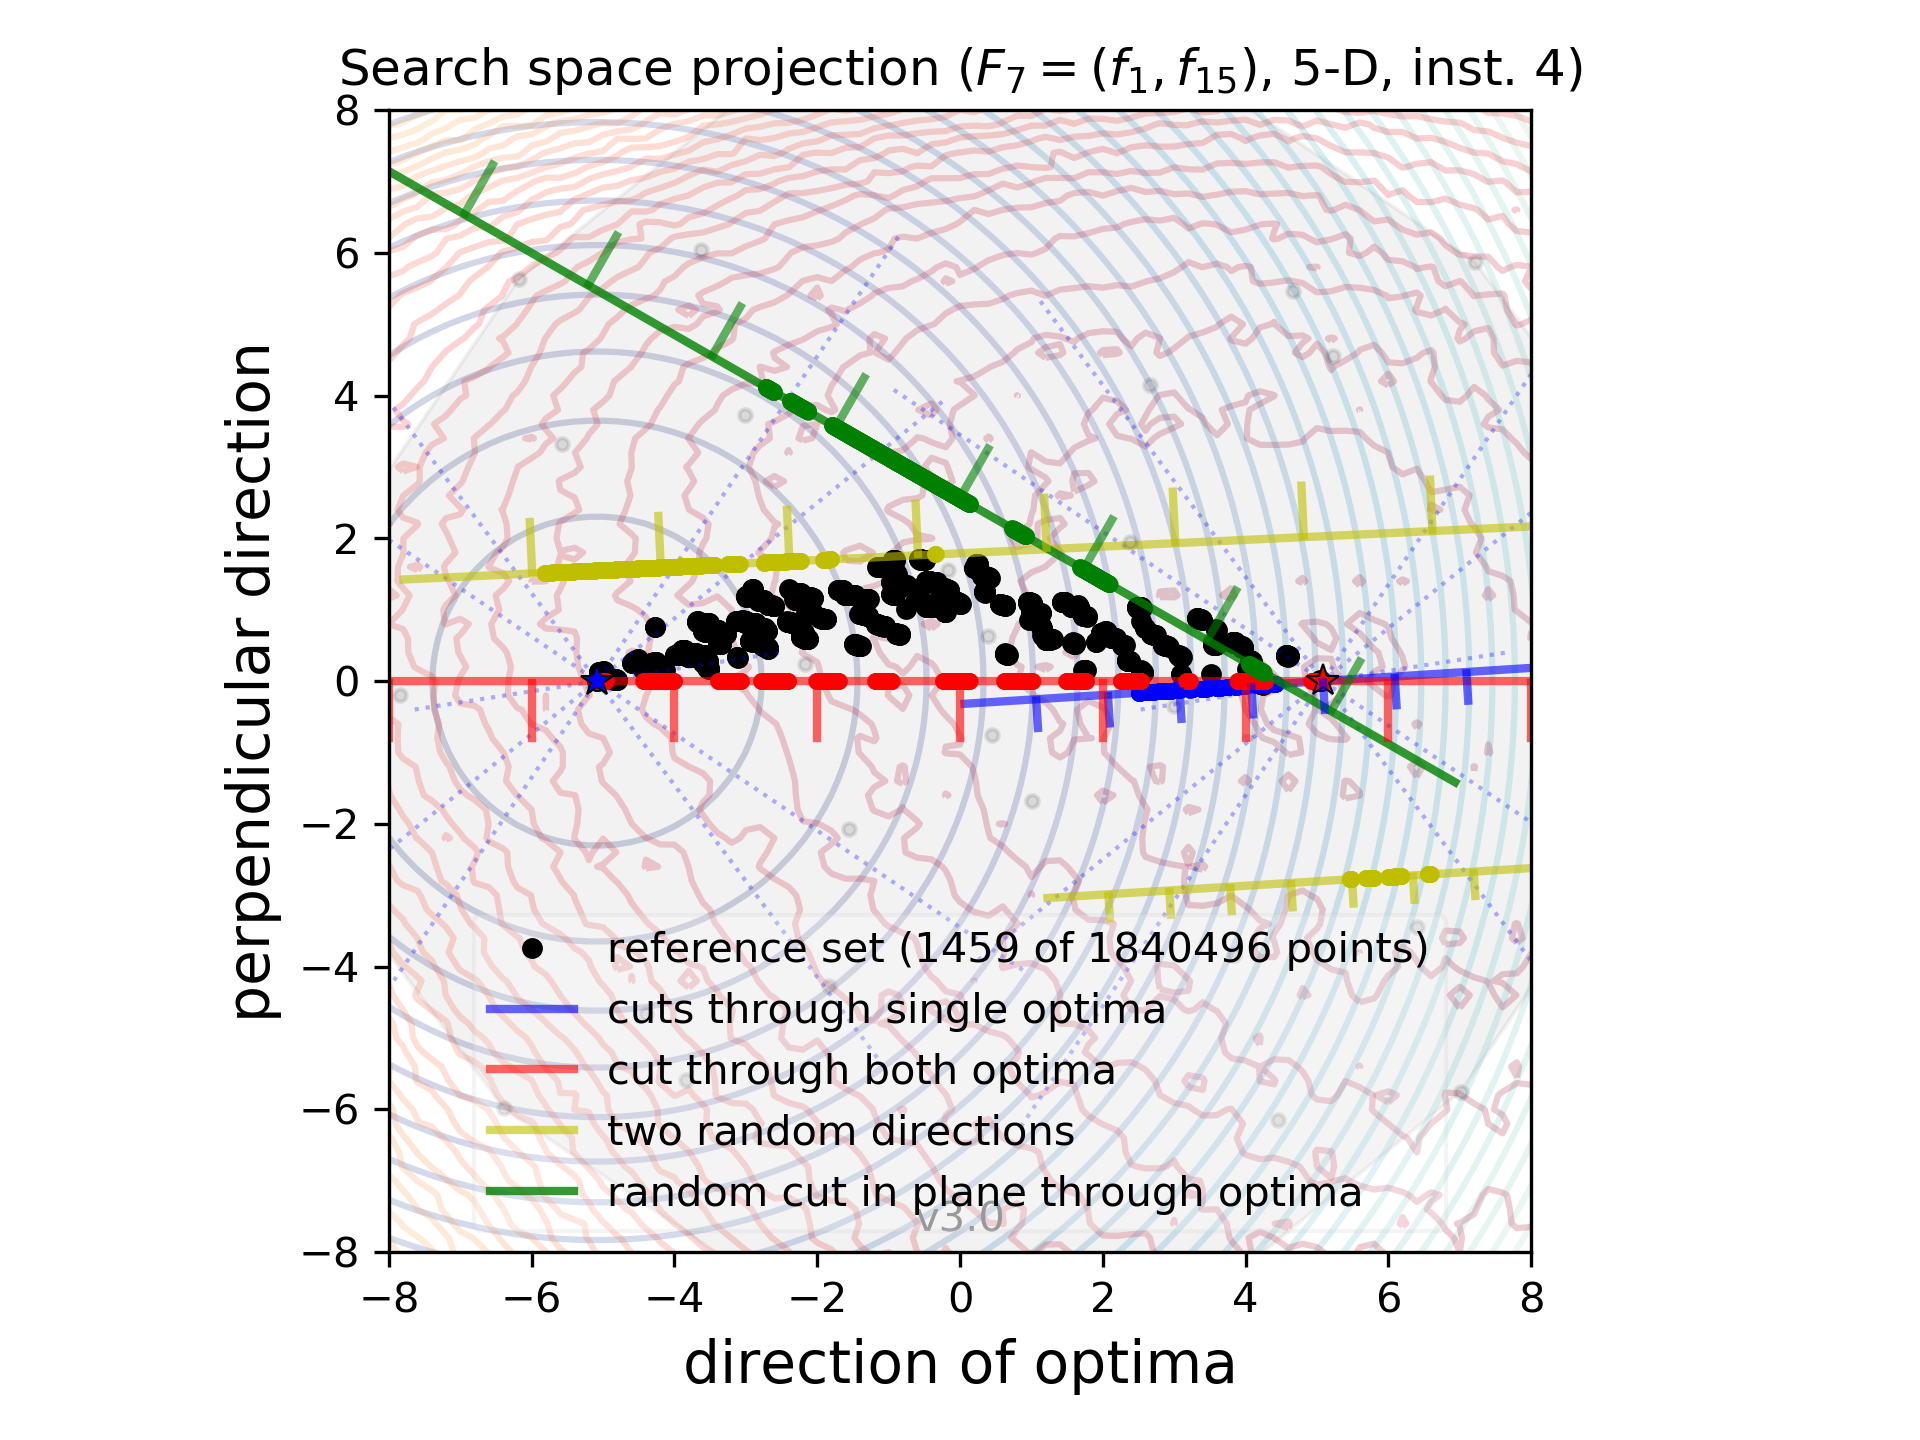 Search space projection (F₇ = (f₁, f₁₅), 5-D, inst. 4)
8
6
4
2
0
−2
−4
−6
−8
perpendicular direction
reference set (1459 of 1840496 points)
cuts through single optima
cut through both optima
two random directions
random cut in plane through optima
v3.0
−8 −6 −4 −2 0 2 4 6 8
direction of optima